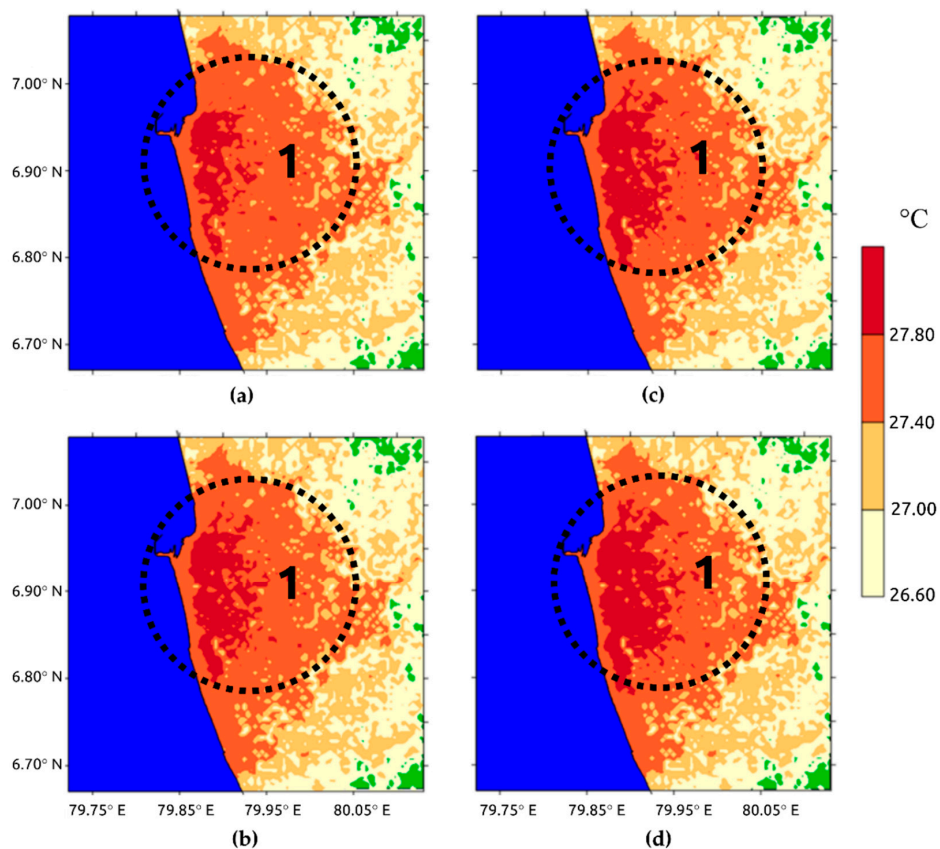 7.00° N
6.90° N
6.80° N
6.70° N
1
(a)
1
(c)
°C
27.80
27.40
27.00
26.60
7.00° N
6.90° N
6.80° N
6.70° N
1
79.75° E 79.85° E 79.95° E 80.05° E
(b)
1
79.75° E 79.85° E 79.95° E 80.05° E
(d)